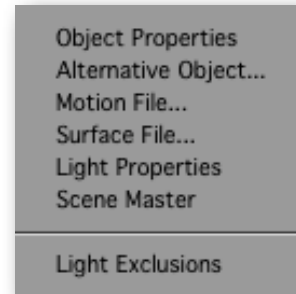 Object Properties
Alternative Object...
Motion File...
Surface File...
Light Properties
Scene Master
Light Exclusions